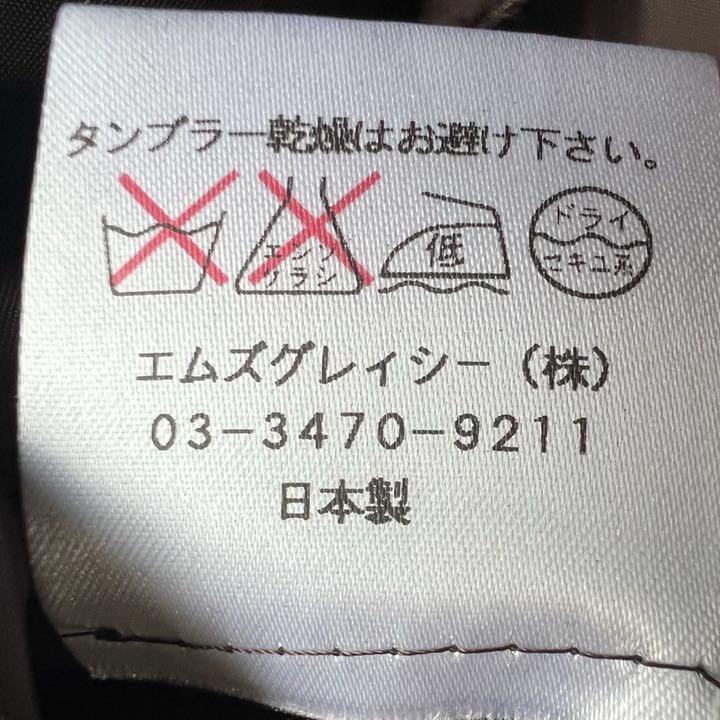 タンブラー乾燥はお避け下さい。
エンソ
サラシ
低
ドライ
セキユ系
エムズグレイシー（株）
03-3470-9211
日本製